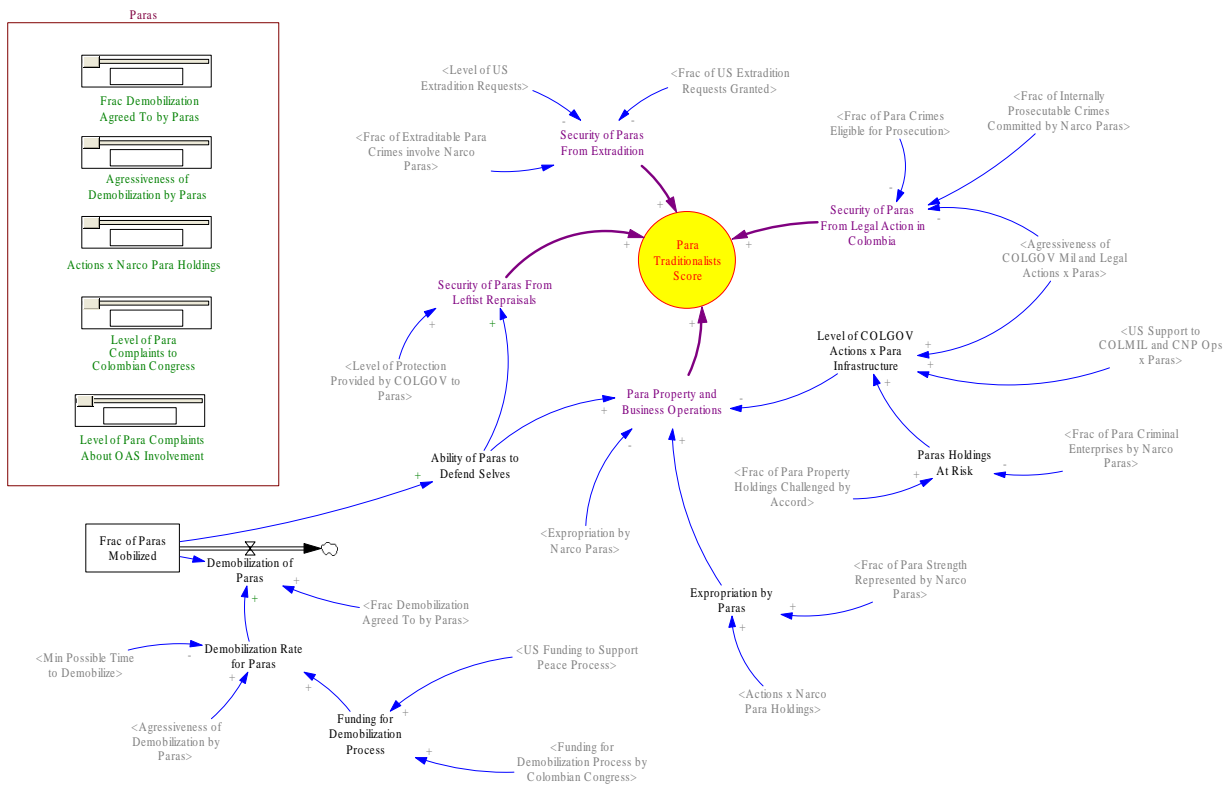 Paras
Frac Demobilization
Agreed To by Paras
Agressiveness of
Demobilization by Paras
Actions x Narco Para Holdings
Level of Para
Complaints to
Colombian Congress
Level of Para Complaints
About OAS Involvement
<Level of US
Extradition Requests>
<Frac of US Extradition
Requests Granted>
<Frac of Extraditable Para
Crimes involve Narco
Paras>
-
-
Security of Paras
From Extradition
+
<Frac of Internally
Prosecutable Crimes
Committed by Narco Paras>
<Frac of Para Crimes
Eligible for Prosecution>
-
-
Security of Paras
From Legal Action in
Colombia
+
+
Para
Traditionalists
Score
+
<Agressiveness of
COLGOV Mil and Legal
Actions x Paras>
Security of Paras From
Leftist Repraisals
+
+
<Level of Protection
Provided by COLGOV to
Paras>
Level of COLGOV
Actions x Para
Infrastructure
+
+
+
<US Support to
COLMIL and CNP Ops
x Paras>
Para Property and
Business Operations
+
-
-
+
Ability of Paras to
Defend Selves
+
Paras Holdings
At Risk
-
+
<Frac of Para Criminal
Enterprises by Narco
Paras>
<Frac of Para Property
Holdings Challenged by
Accord>
<Expropriation by
Narco Paras>
Frac of Paras
Mobilized
Demobilization of
Paras
+
+
<Frac Demobilization
Agreed To by Paras>
<Frac of Para Strength
Represented by Narco
Paras>
Expropriation by
Paras
+
+
<Min Possible Time
to Demobilize>
-
Demobilization Rate
for Paras
+
+
<US Funding to Support
Peace Process>
<Actions x Narco
Para Holdings>
<Agressiveness of
Demobilization by
Paras>
Funding for
Demobilization
Process
+
+
<Funding for
Demobilization Process by
Colombian Congress>